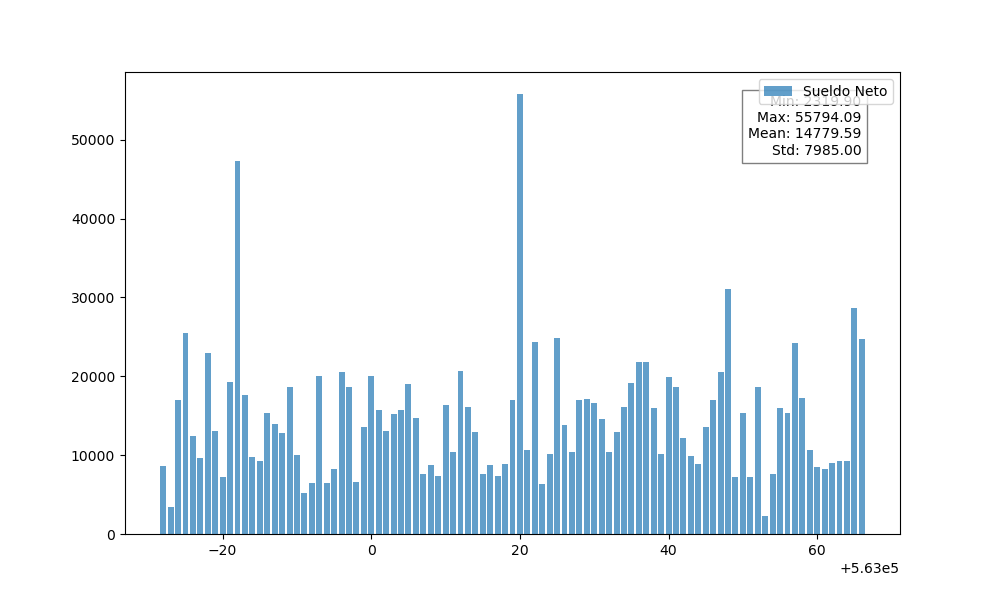 Sueldo Neto
Min: 2319.90
Max: 55794.09
Mean: 14779.59
Std: 7985.00
50000
40000
30000
20000
10000
0
−20
0
20
40
60
+5.63e5